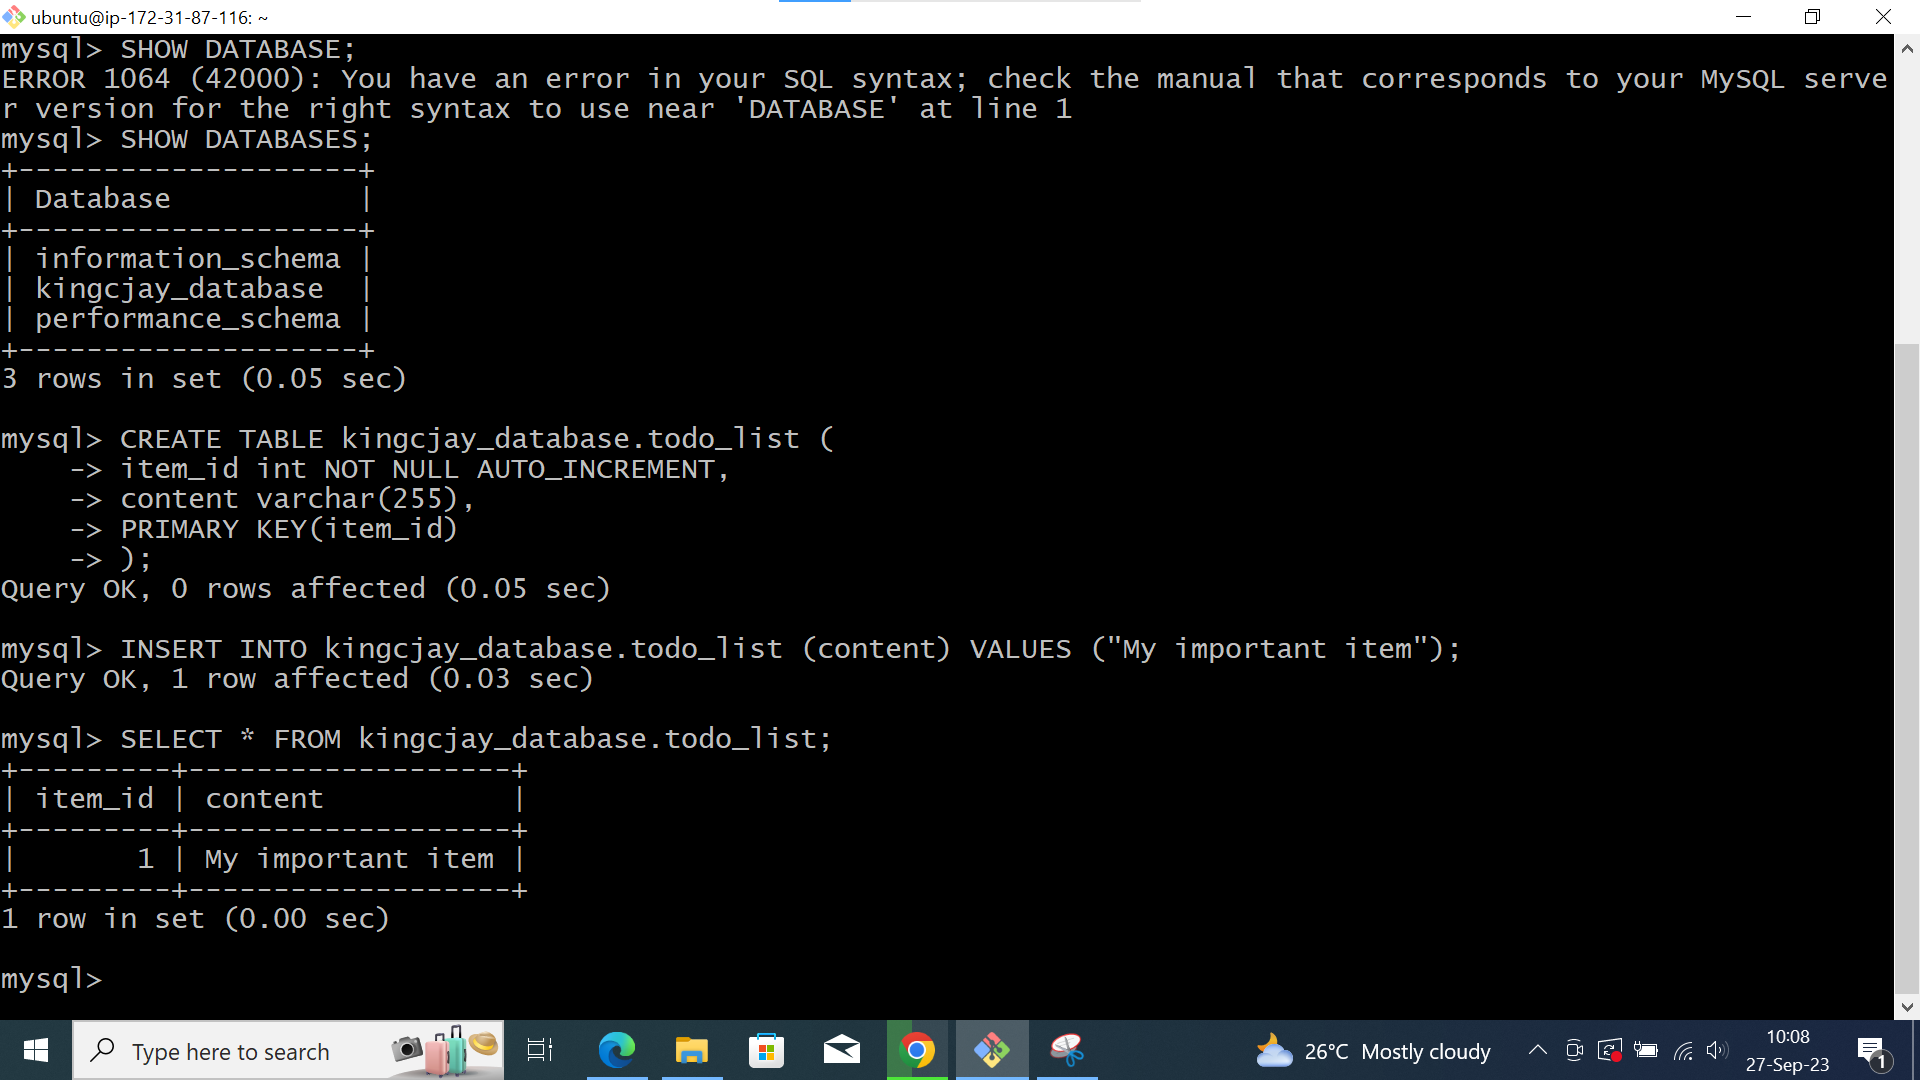 ubuntu@ip-172-31-87-116: ~
mysql> SHOW DATABASE;
ERROR 1064 (42000): You have an error in your SQL syntax; check the manual that corresponds to your MySQL serve
r version for the right syntax to use near 'DATABASE' at line 1
mysql> SHOW DATABASES;
+--------------------+
| Database           |
+--------------------+
| information_schema |
| kingcjay_database  |
| performance_schema |
+--------------------+
3 rows in set (0.05 sec)

mysql> CREATE TABLE kingcjay_database.todo_list (
    -> item_id int NOT NULL AUTO_INCREMENT,
    -> content varchar(255),
    -> PRIMARY KEY(item_id)
    -> );
Query OK, 0 rows affected (0.05 sec)

mysql> INSERT INTO kingcjay_database.todo_list (content) VALUES ("My important item");
Query OK, 1 row affected (0.03 sec)

mysql> SELECT * FROM kingcjay_database.todo_list;
+---------+-------------------+
| item_id | content           |
+---------+-------------------+
|       1 | My important item |
+---------+-------------------+
1 row in set (0.00 sec)

mysql>
Type here to search
26°C Mostly cloudy
10:08
27-Sep-23
1